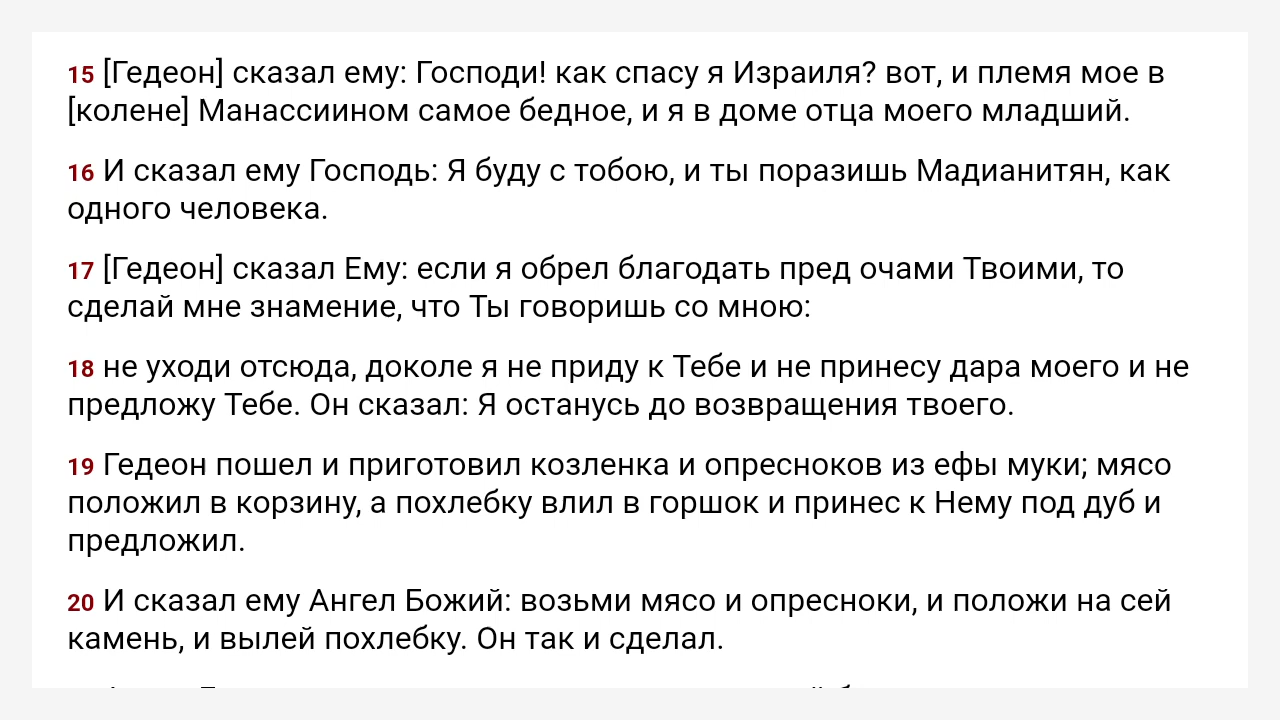 15 [Гедеон] сказал ему: Господи! как спасу я Израиля? вот, и племя мое в
[колене] Манассиином самое бедное, и я в доме отца моего младший.
16 И сказал ему Господь: Я буду с тобою, и ты поразишь Мадианитян, как
одного человека.
17 [Гедеон] сказал Ему: если я обрел благодать пред очами Твоими, то
сделай мне знамение, что Ты говоришь со мною:
18 не уходи отсюда, доколе я не приду к Тебе и не принесу дара моего и не
предложу Тебе. Он сказал: Я останусь до возвращения твоего.
19 Гедеон пошел и приготовил козленка и опресноков из ефы муки; мясо
положил в корзину, а похлебку влил в горшок и принес к Нему под дуб и
предложил.
20 И сказал ему Ангел Божий: возьми мясо и опресноки, и положи на сей
камень, и вылей похлебку. Он так и сделал.